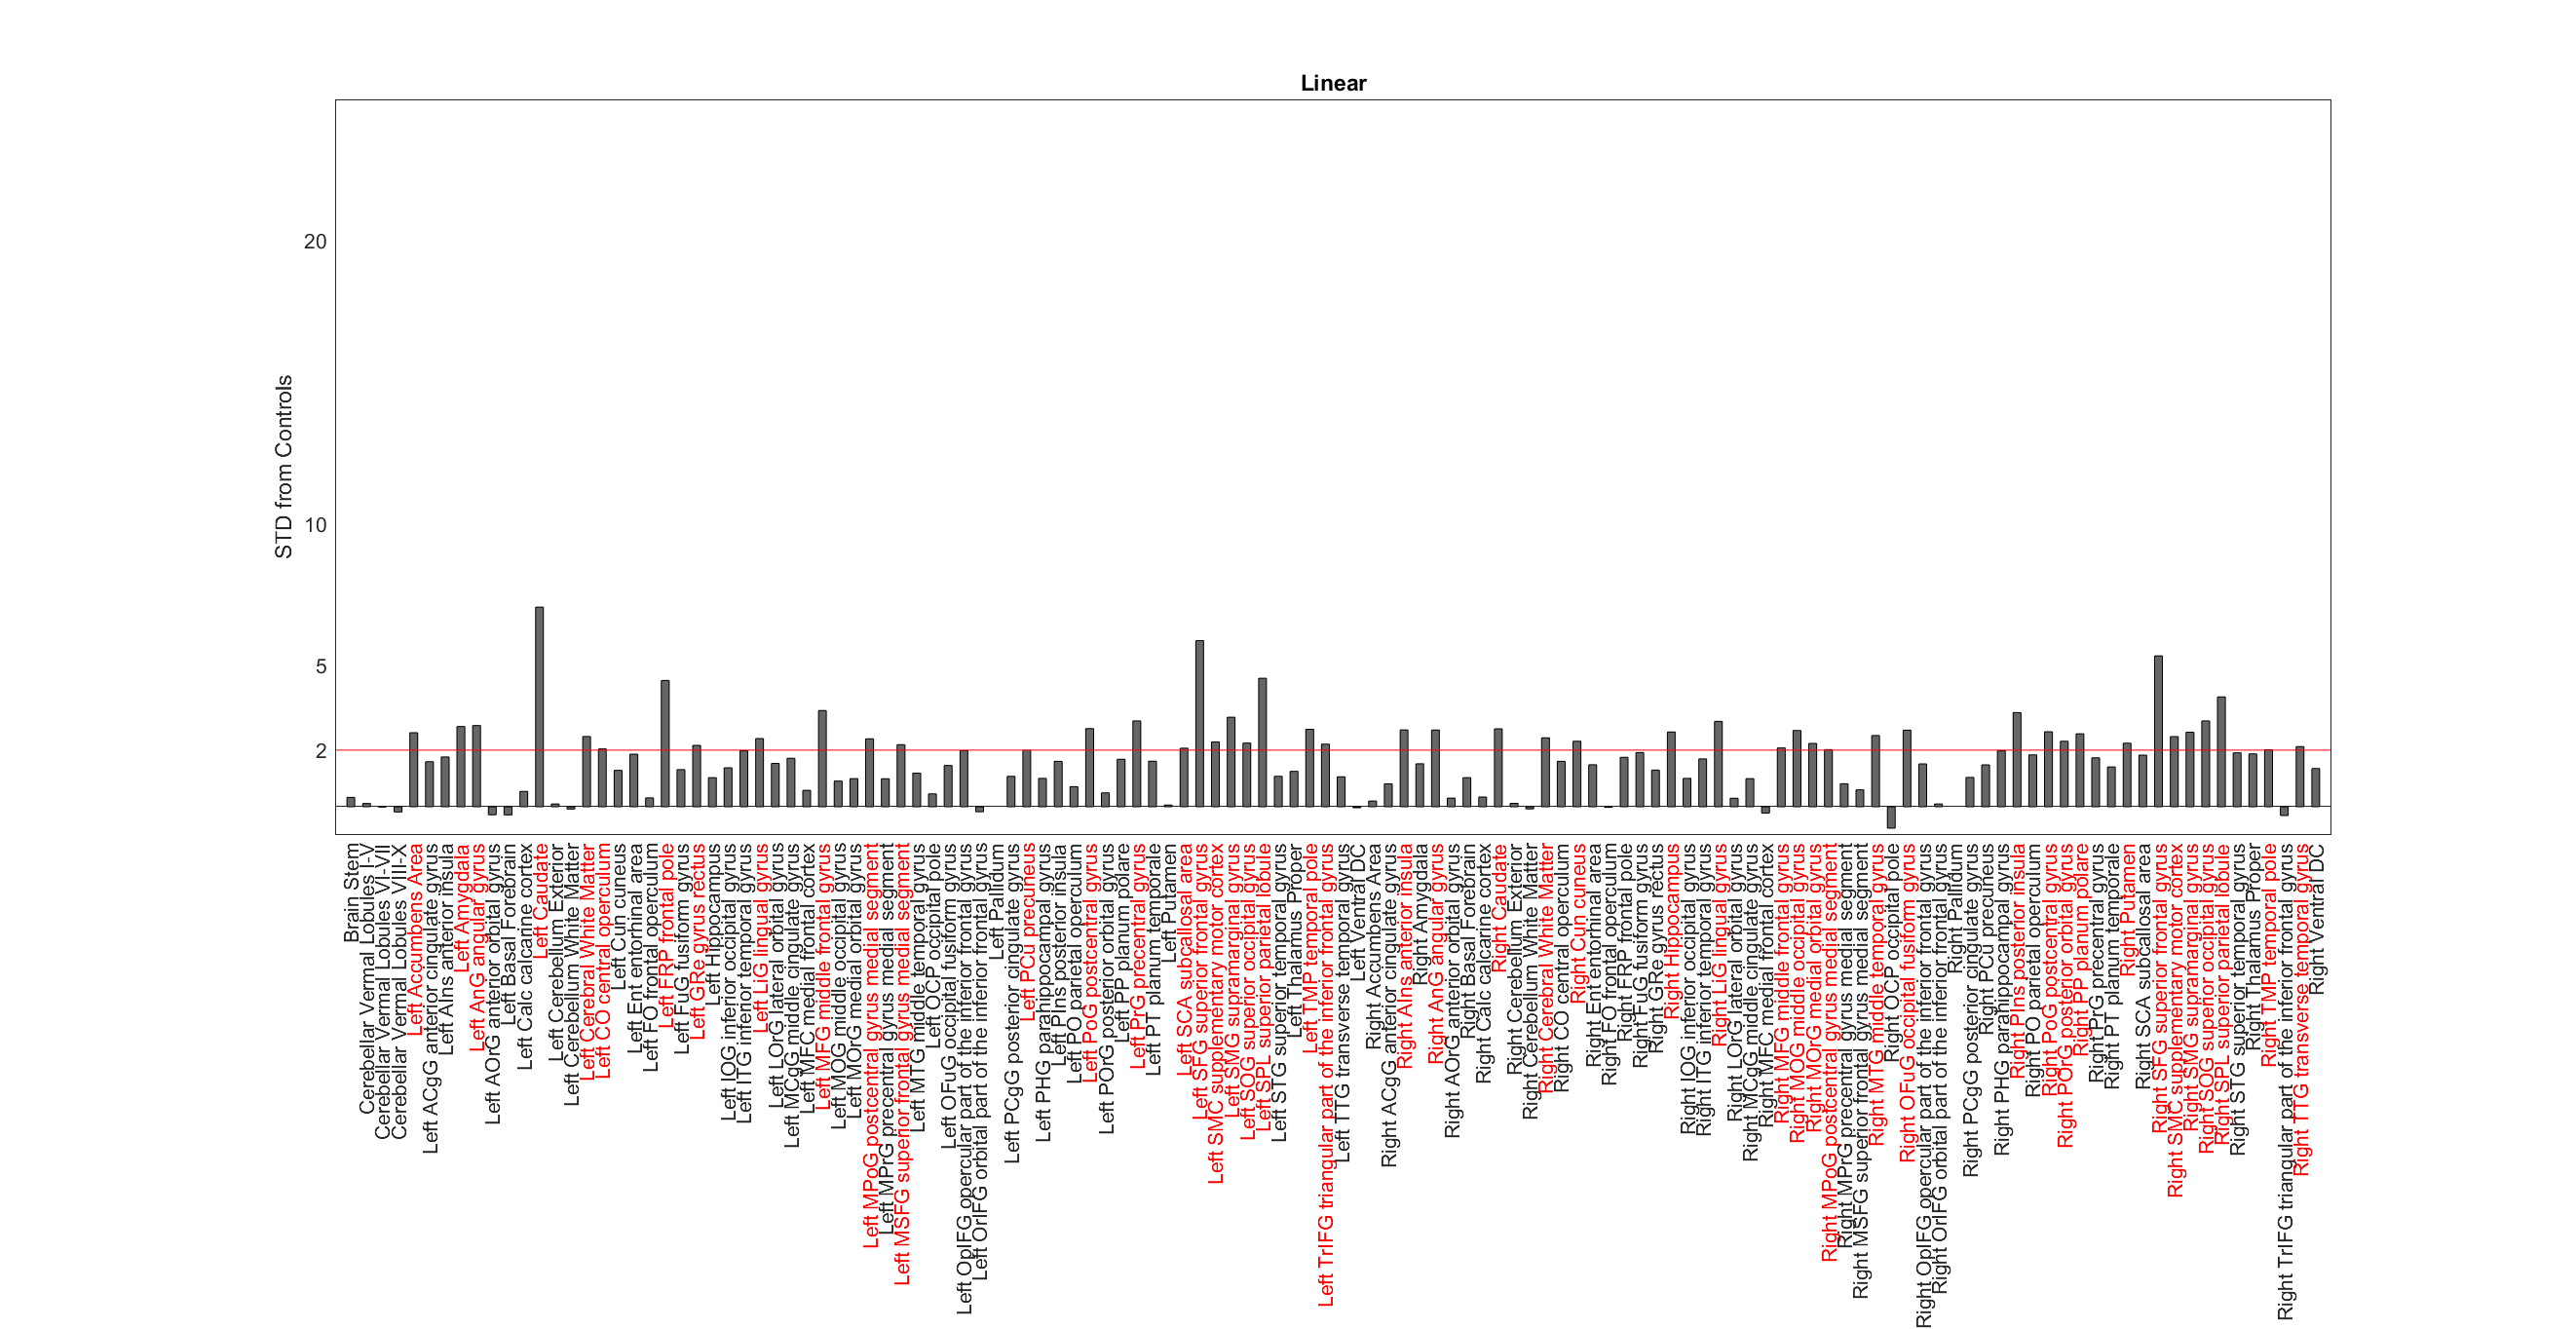 Linear
STD from Controls
20
10
5
2
Brain Stem
Cerebellar Vermal Lobules I-V
Cerebellar Vermal Lobules VI-VII
Cerebellar Vermal Lobules VIII-X
Left Accumbens Area
Left ACgG anterior cingulate gyrus
Left AIns anterior insula
Left Amygdala
Left AnG angular gyrus
Left AOrG anterior orbital gyrus
Left Basal Forebrain
Left Calc calcarine cortex
Left Caudate
Left Cerebellum Exterior
Left Cerebellum White Matter
Left Cerebral White Matter
Left CO central operculum
Left Cun cuneus
Left Ent entorhinal area
Left FO frontal operculum
Left FRP frontal pole
Left FuG fusiform gyrus
Left GRe gyrus rectus
Left Hippocampus
Left IOG inferior occipital gyrus
Left ITG inferior temporal gyrus
Left LiG lingual gyrus
Left LOrG lateral orbital gyrus
Left MCgG middle cingulate gyrus
Left MFC medial frontal cortex
Left MFG middle frontal gyrus
Left MOG middle occipital gyrus
Left MOrG medial orbital gyrus
Left MPoG postcentral gyrus medial segment
Left MPrG precentral gyrus medial segment
Left MSFG superior frontal gyrus medial segment
Left MTG middle temporal gyrus
Left OCP occipital pole
Left OFuG occipital fusiform gyrus
Left OpIFG opercular part of the inferior frontal gyrus
Left OrIFG orbital part of the inferior frontal gyrus
Left Pallidum
Left PCgG posterior cingulate gyrus
Left PCu precuneus
Left PHG parahippocampal gyrus
Left PIns posterior insula
Left PO parietal operculum
Left PoG postcentral gyrus
Left POrG posterior orbital gyrus
Left PP planum polare
Left PrG precentral gyrus
Left PT planum temporale
Left Putamen
Left SCA subcallosal area
Left SFG superior frontal gyrus
Left SMC supplementary motor cortex
Left SMG supramarginal gyrus
Left SOG superior occipital gyrus
Left SPL superior parietal lobule
Left STG superior temporal gyrus
Left Thalamus Proper
Left TMP temporal pole
Left TrIFG triangular part of the inferior frontal gyrus
Left TTG transverse temporal gyrus
Left Ventral DC
Right Accumbens Area
Right ACgG anterior cingulate gyrus
Right AIns anterior insula
Right Amygdala
Right AnG angular gyrus
Right AOrG anterior orbital gyrus
Right Basal Forebrain
Right Calc calcarine cortex
Right Caudate
Right Cerebellum Exterior
Right Cerebellum White Matter
Right Cerebral White Matter
Right CO central operculum
Right Cun cuneus
Right Ent entorhinal area
Right FO frontal operculum
Right FRP frontal pole
Right FuG fusiform gyrus
Right GRe gyrus rectus
Right Hippocampus
Right IOG inferior occipital gyrus
Right ITG inferior temporal gyrus
Right LiG lingual gyrus
Right LOrG lateral orbital gyrus
Right MCgG middle cingulate gyrus
Right MFC medial frontal cortex
Right MFG middle frontal gyrus
Right MOG middle occipital gyrus
Right MOrG medial orbital gyrus
Right MPoG postcentral gyrus medial segment
Right MPrG precentral gyrus medial segment
Right MSFG superior frontal gyrus medial segment
Right MTG middle temporal gyrus
Right OCP occipital pole
Right OFuG occipital fusiform gyrus
Right OpIFG opercular part of the inferior frontal gyrus
Right OrIFG orbital part of the inferior frontal gyrus
Right Pallidum
Right PCgG posterior cingulate gyrus
Right PCu precuneus
Right PHG parahippocampal gyrus
Right PIns posterior insula
Right PO parietal operculum
Right PoG postcentral gyrus
Right POrG posterior orbital gyrus
Right PP planum polare
Right PrG precentral gyrus
Right PT planum temporale
Right Putamen
Right SCA subcallosal area
Right SFG superior frontal gyrus
Right SMC supplementary motor cortex
Right SMG supramarginal gyrus
Right SOG superior occipital gyrus
Right SPL superior parietal lobule
Right STG superior temporal gyrus
Right Thalamus Proper
Right TMP temporal pole
Right TrIFG triangular part of the inferior frontal gyrus
Right TTG transverse temporal gyrus
Right Ventral DC